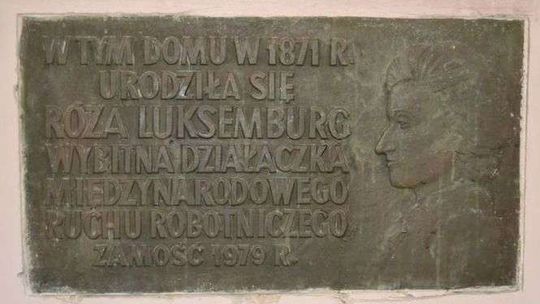 W TYM DOMU W 1871 R.
URODZIŁA SIĘ
RÓŻA LUKSEMBURG
WYBITNA DZIAŁACZKA
MIĘDZYNARODOWEGO
RUCHU ROBOTNICZEGO
ZAMOŚĆ 1979 R.